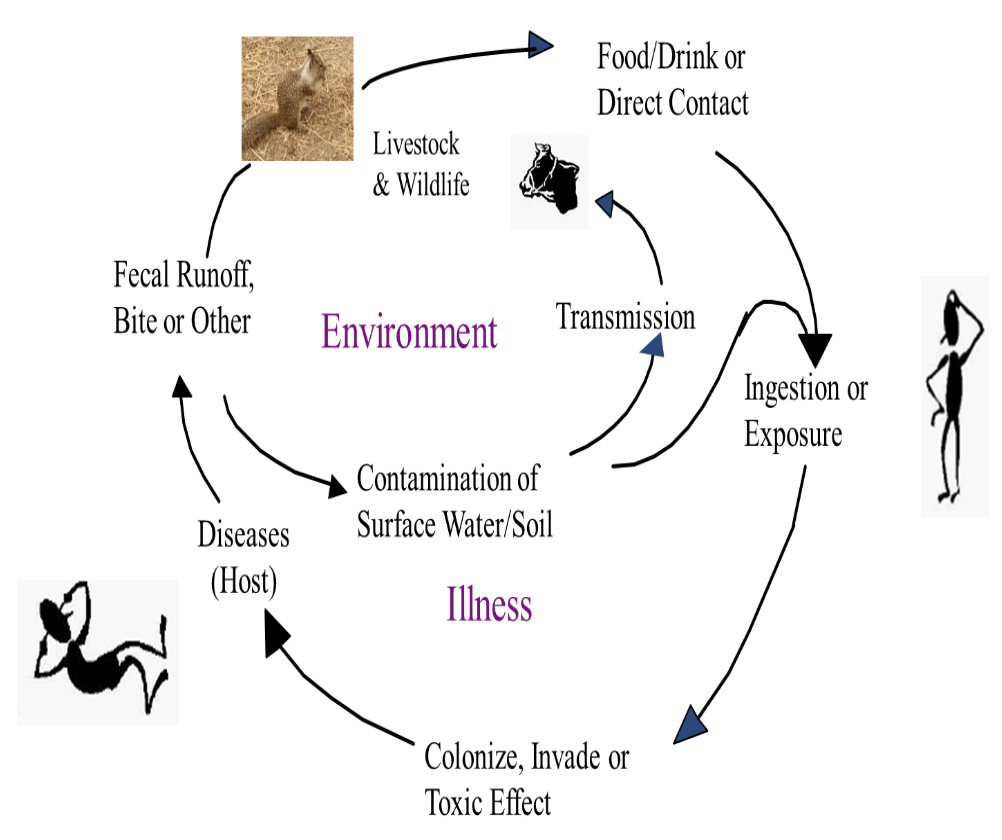 Food/Drink or
Direct Contact
Livestock
& Wildlife
Fecal Runoff,
Bite or Other
Environment
Transmission
Ingestion or
Exposure
Contamination of
Surface Water/Soil
Diseases
(Host)
Illness
Colonize, Invade or
Toxic Effect